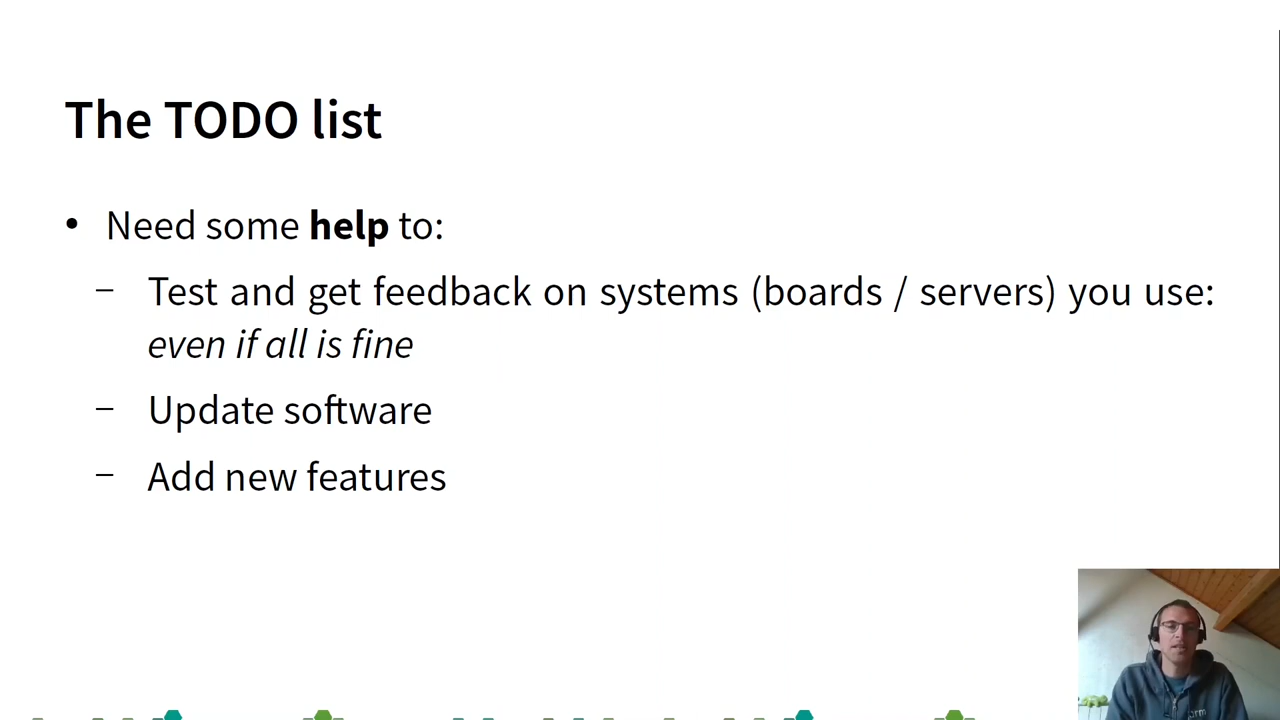 The TODO list
• Need some help to:
– Test and get feedback on systems (boards / servers) you use:
even if all is fine
– Update software
– Add new features